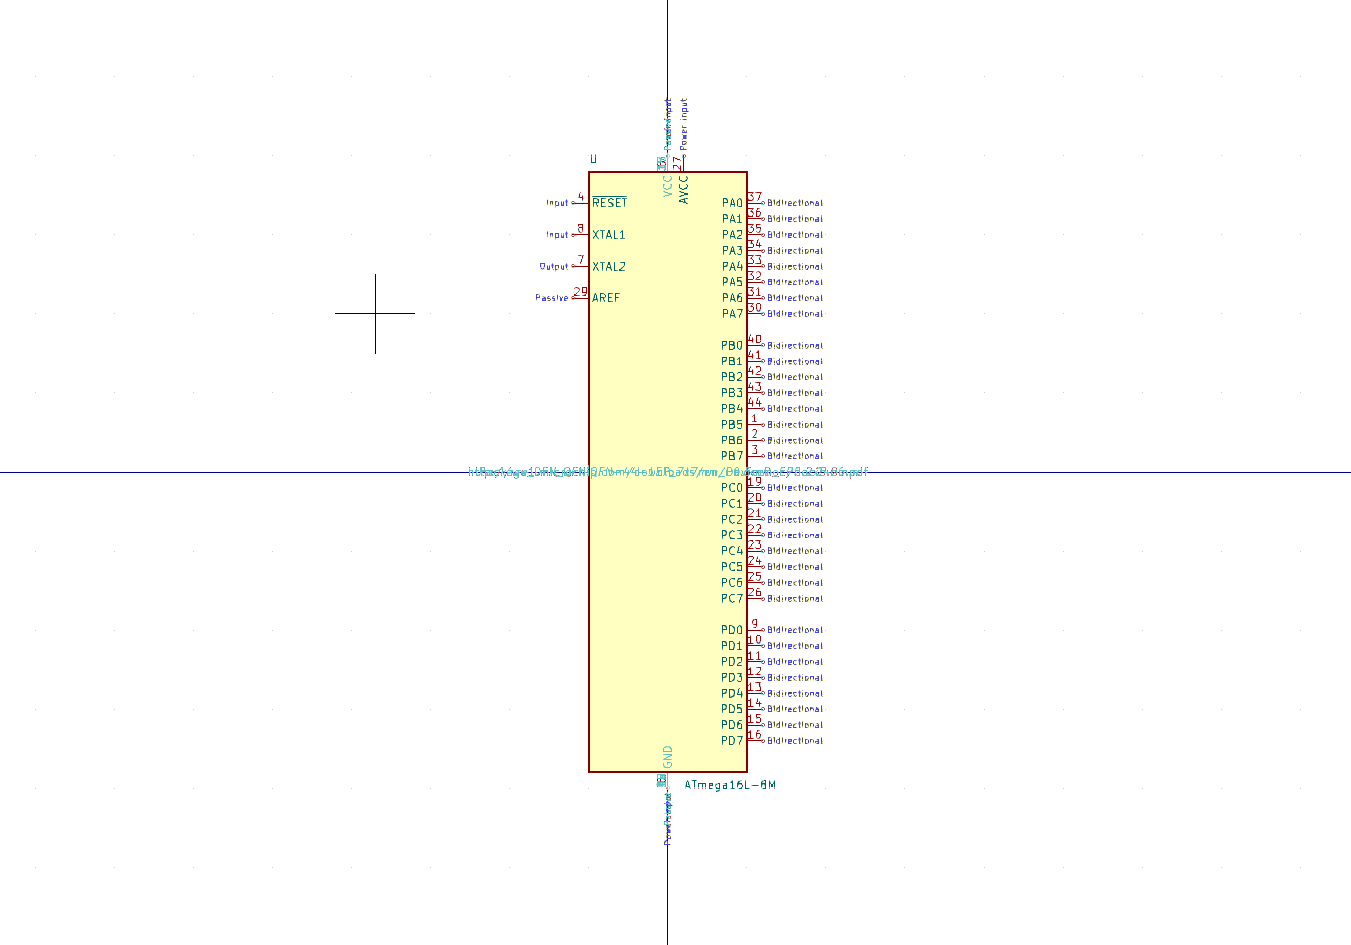 Power input
U
27
VCC
AVCC
Input 4 RESET
PA0 37 Bidirectional
PA1 36 Bidirectional
Input 8 XTAL1
PA2 35 Bidirectional
PA3 34 Bidirectional
Output 7 XTAL2
PA4 33 Bidirectional
PA5 32 Bidirectional
Passive 29 AREF
PA6 31 Bidirectional
PA7 30 Bidirectional
PB0 40 Bidirectional
PB1 41 Bidirectional
PB2 42 Bidirectional
PB3 43 Bidirectional
PB4 44 Bidirectional
PB5 1 Bidirectional
PB6 2 Bidirectional
PB7 3 Bidirectional
PC0 19 Bidirectional
PC1 20 Bidirectional
PC2 21 Bidirectional
PC3 22 Bidirectional
PC4 23 Bidirectional
PC5 24 Bidirectional
PC6 25 Bidirectional
PC7 26 Bidirectional
PD0 9 Bidirectional
PD1 10 Bidirectional
PD2 11 Bidirectional
PD3 12 Bidirectional
PD4 13 Bidirectional
PD5 14 Bidirectional
PD6 15 Bidirectional
PD7 16 Bidirectional
GND
ATmega16L-8M